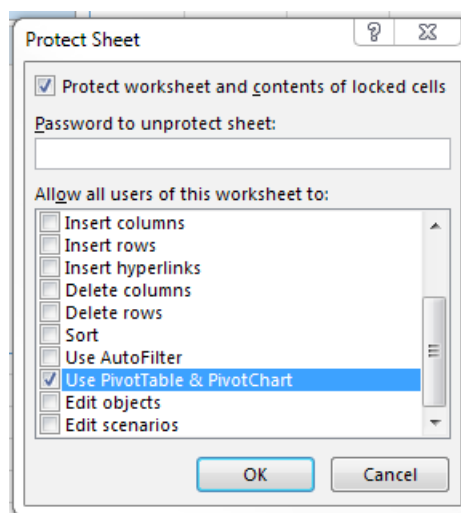 Protect Sheet
Protect worksheet and contents of locked cells
Password to unprotect sheet:
Allow all users of this worksheet to:
Insert columns
Insert rows
Insert hyperlinks
Delete columns
Delete rows
Sort
Use AutoFilter
Use PivotTable & PivotChart
Edit objects
Edit scenarios
OK
Cancel